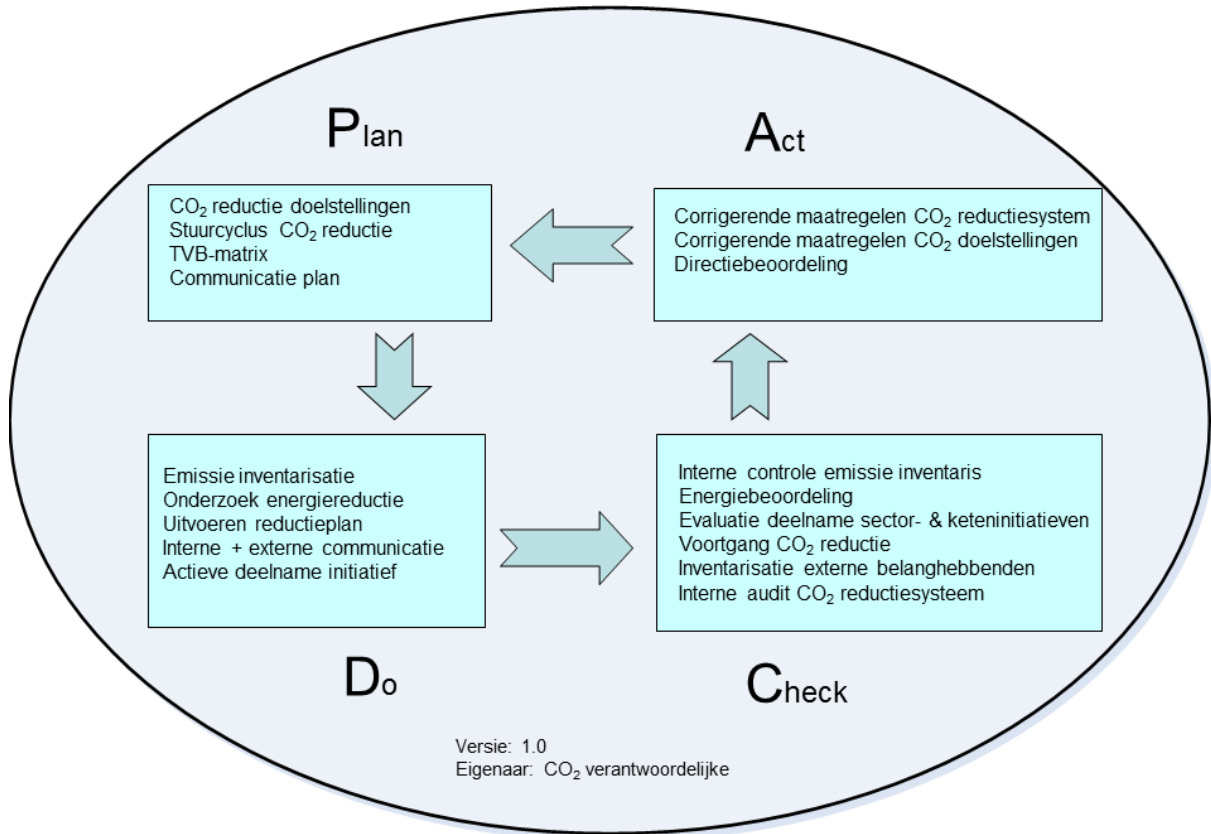 Plan
CO₂ reductie doelstellingen
Stuurcyclus CO₂ reductie
TVB-matrix
Communicatie plan
Act
Corrigerende maatregelen CO₂ reductiesystem
Corrigerende maatregelen CO₂ doelstellingen
Directiebeoordeling
Emissie inventarisatie
Onderzoek energiereductie
Uitvoeren reductieplan
Interne + externe communicatie
Actieve deelname initiatief
Do
Interne controle emissie inventaris
Energiebeoordeling
Evaluatie deelname sector- & keteninitiatieven
Voortgang CO₂ reductie
Inventarisatie externe belanghebbenden
Interne audit CO₂ reductiesysteem
Check
Versie: 1.0
Eigenaar: CO₂ verantwoordelijke